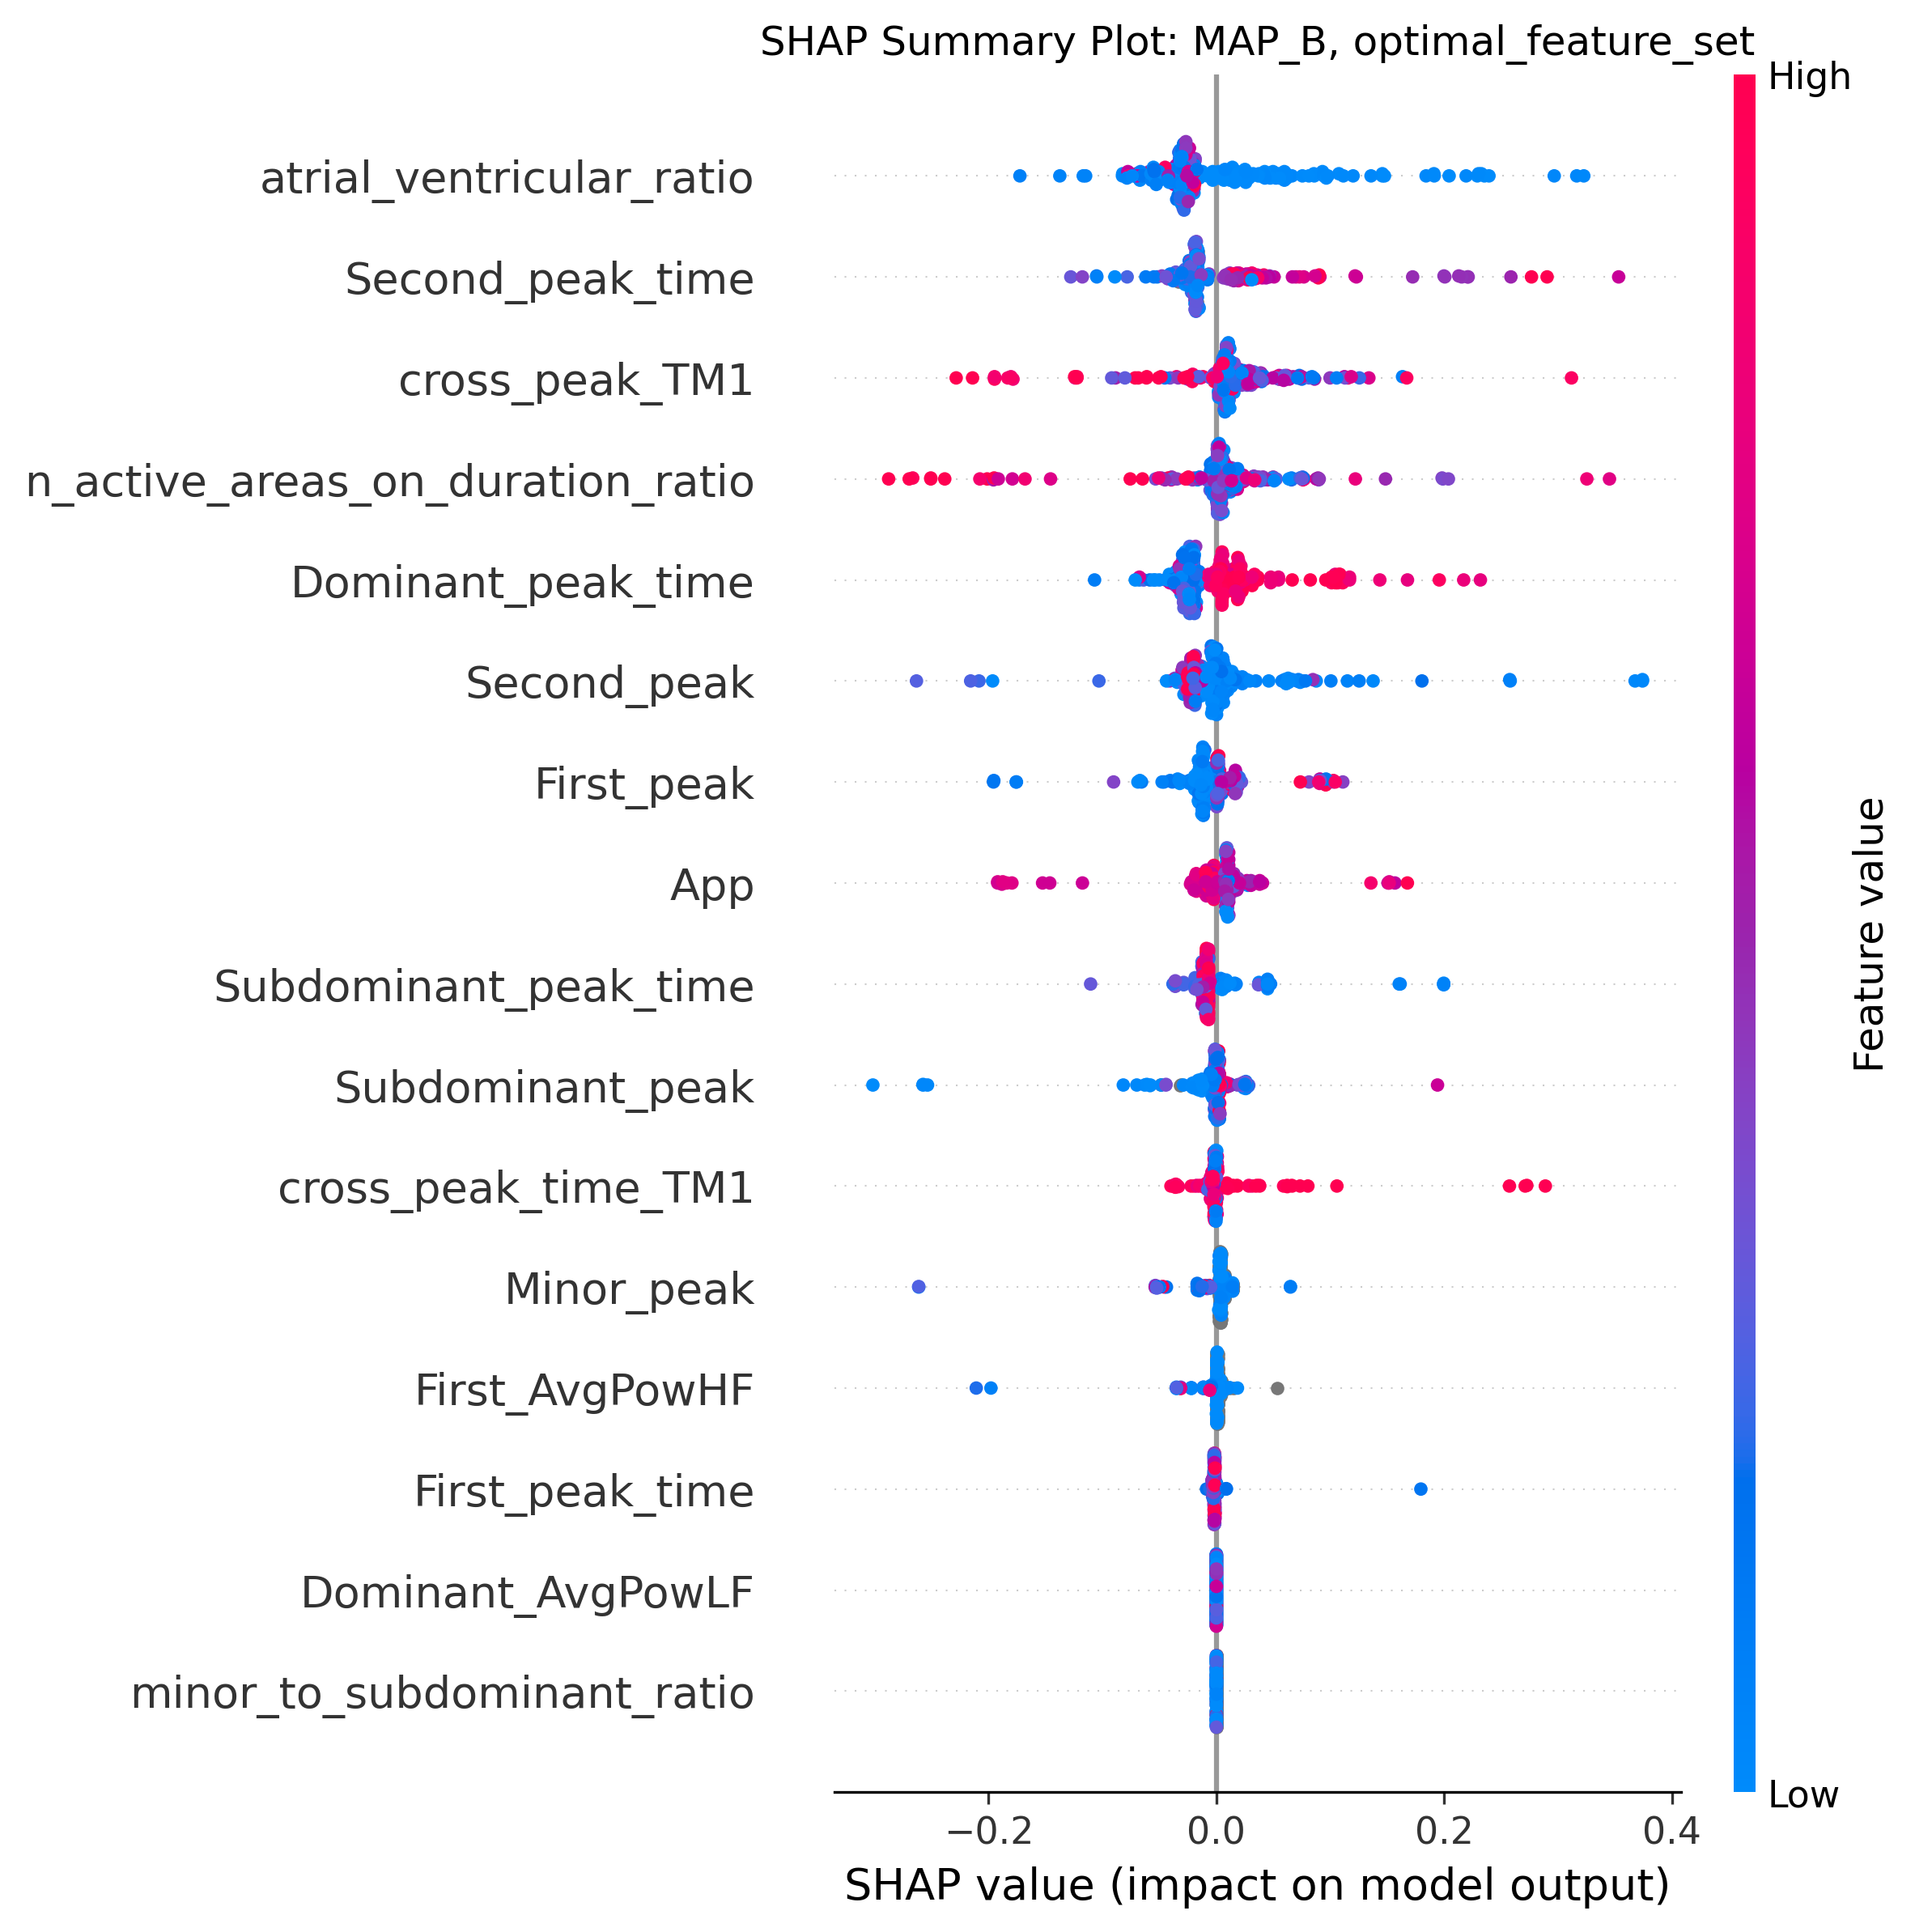 SHAP Summary Plot: MAP_B, optimal_feature_set
High
atrial_ventricular_ratio
Second_peak_time
cross_peak_TM1
n_active_areas_on_duration_ratio
Dominant_peak_time
Second_peak
First_peak
App
Subdominant_peak_time
Subdominant_peak
cross_peak_time_TM1
Minor_peak
First_AvgPowHF
First_peak_time
Dominant_AvgPowLF
minor_to_subdominant_ratio
Feature value
Low
−0.2 0.0 0.2 0.4
SHAP value (impact on model output)